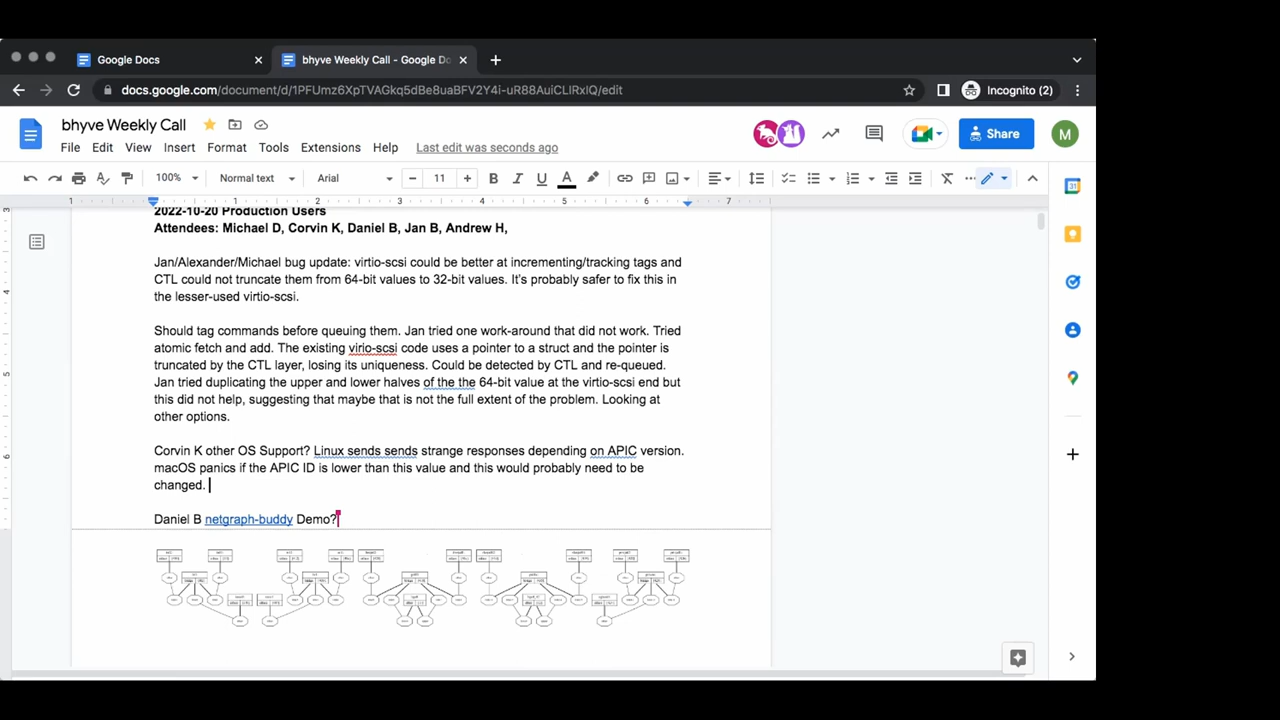 Google Docs
bhyve Weekly Call - Google Do
docs.google.com/document/d/1PFUmz6XpTVAGkq5dBe8uaBFV2Y4i-uR88AuiCLIRxIQ/edit
Incognito (2)
bhyve Weekly Call
Share
M
File Edit View Insert Format Tools Extensions Help Last edit was seconds ago
100% Normal text Arial 11
1 1 2 3 4 5 6 7
2022-10-20 Production Users
Attendees: Michael D, Corvin K, Daniel B, Jan B, Andrew H,
Jan/Alexander/Michael bug update: virtio-scsi could be better at incrementing/tracking tags and
CTL could not truncate them from 64-bit values to 32-bit values. It's probably safer to fix this in
the lesser-used virtio-scsi.
Should tag commands before queuing them. Jan tried one work-around that did not work. Tried
atomic fetch and add. The existing virio-scsi code uses a pointer to a struct and the pointer is
truncated by the CTL layer, losing its uniqueness. Could be detected by CTL and re-queued.
Jan tried duplicating the upper and lower halves of the the 64-bit value at the virtio-scsi end but
this did not help, suggesting that maybe that is not the full extent of the problem. Looking at
other options.
Corvin K other OS Support? Linux sends sends strange responses depending on APIC version.
macOS panics if the APIC ID is lower than this value and this would probably need to be
changed.
Daniel B netgraph-buddy Demo?